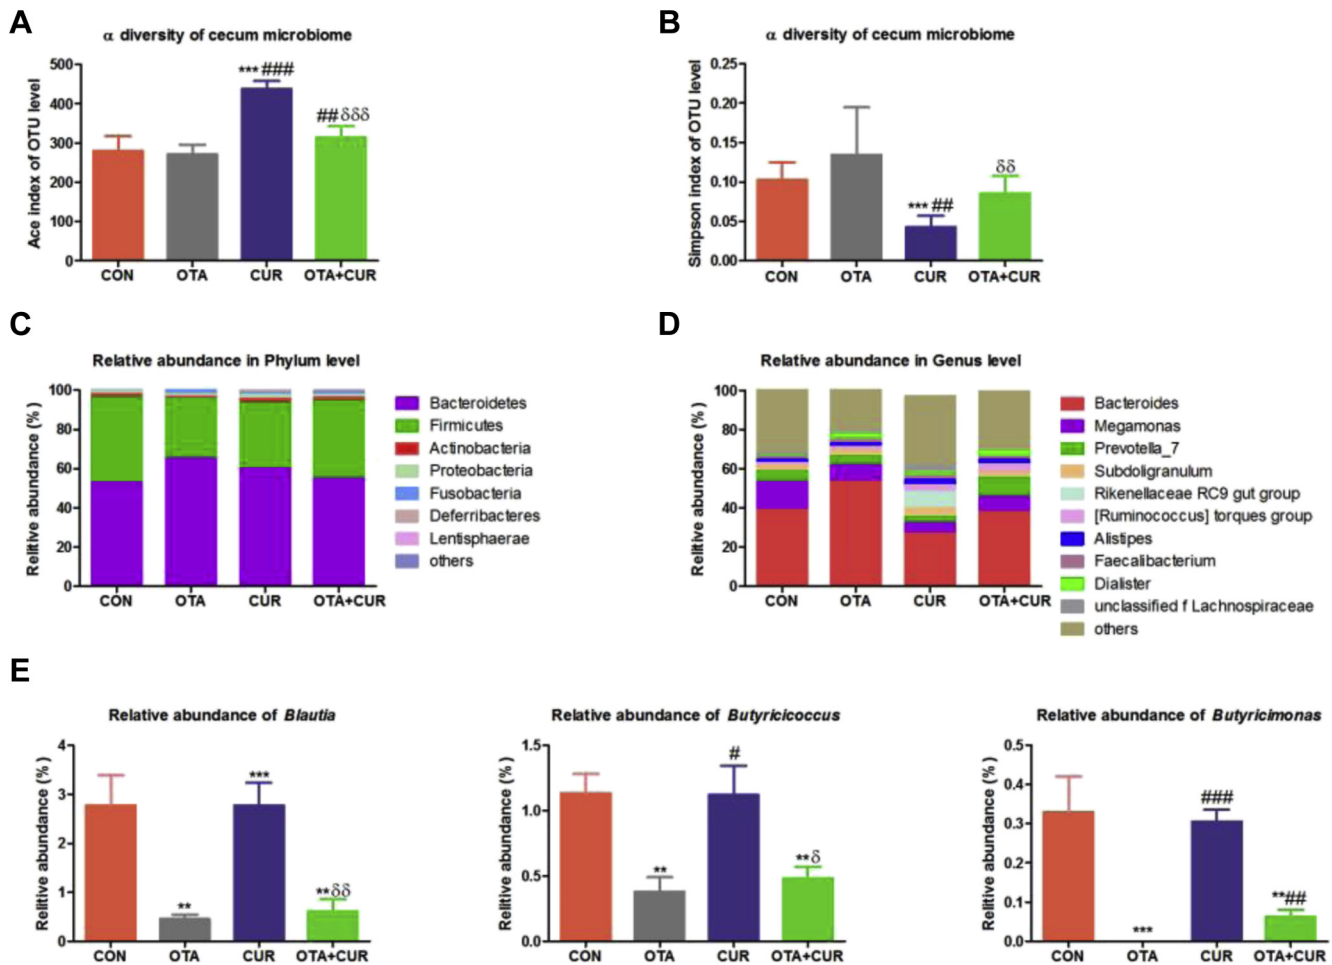 A
α diversity of cecum microbiome
Ace index of OTU level
500
400
300
200
100
0
*** ###
## δδδ
CON
OTA
CUR
OTA+CUR
B
α diversity of cecum microbiome
Simpson index of OTU level
0.25
0.20
0.15
0.10
0.05
0.00
*** ##
δδ
CON
OTA
CUR
OTA+CUR
C
Relative abundance in Phylum level
Relitive abundance (%)
100
80
60
40
20
0
CON
OTA
CUR
OTA+CUR
Bacteroidetes
Firmicutes
Actinobacteria
Proteobacteria
Fusobacteria
Deferribacteres
Lentisphaerae
others
D
Relative abundance in Genus level
Relitive abundance (%)
100
80
60
40
20
0
CON
OTA
CUR
OTA+CUR
Bacteroides
Megamonas
Prevotella_7
Subdoligranulum
Rikenellaceae RC9 gut group
[Ruminococcus] torques group
Alistipes
Faecalibacterium
Dialister
unclassified f Lachnospiraceae
others
E
Relative abundance of Blautia
Relitive abundance (%)
4
3
2
1
0
**
***
**δδ
CON
OTA
CUR
OTA+CUR
Relative abundance of Butyricicoccus
Relitive abundance (%)
1.5
1.0
0.5
0.0
**
#
**δ
CON
OTA
CUR
OTA+CUR
Relative abundance of Butyricimonas
Relitive abundance (%)
0.5
0.4
0.3
0.2
0.1
0.0
***
###
**##
CON
OTA
CUR
OTA+CUR